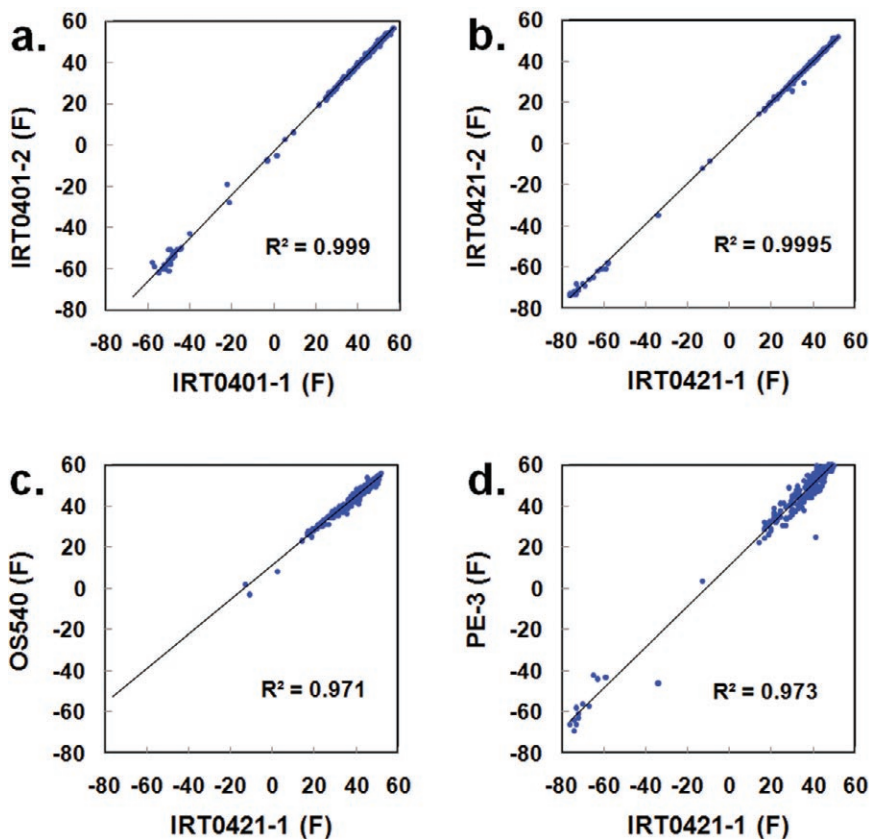 a.
60
40
20
0
-20
-40
-60
-80
IRT0401-2 (F)
R² = 0.999
-80 -60 -40 -20 0 20 40 60
IRT0401-1 (F)
b.
60
40
20
0
-20
-40
-60
-80
IRT0421-2 (F)
R² = 0.9995
-80 -60 -40 -20 0 20 40 60
IRT0421-1 (F)
c.
60
40
20
0
-20
-40
-60
-80
OS540 (F)
R² = 0.971
-80 -60 -40 -20 0 20 40 60
IRT0421-1 (F)
d.
60
40
20
0
-20
-40
-60
-80
PE-3 (F)
R² = 0.973
-80 -60 -40 -20 0 20 40 60
IRT0421-1 (F)